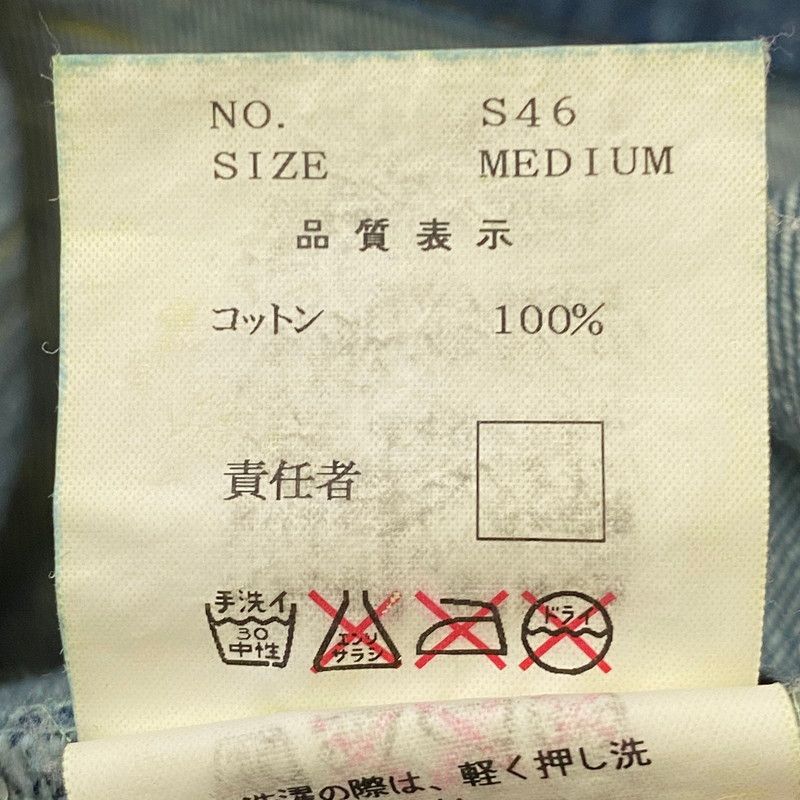 NO. S46
SIZE MEDIUM
品質表示
コットン 100%
責任者
手洗イ
30
中性
エンソ
サラシ
ドライ
洗濯の際は、軽く押し洗